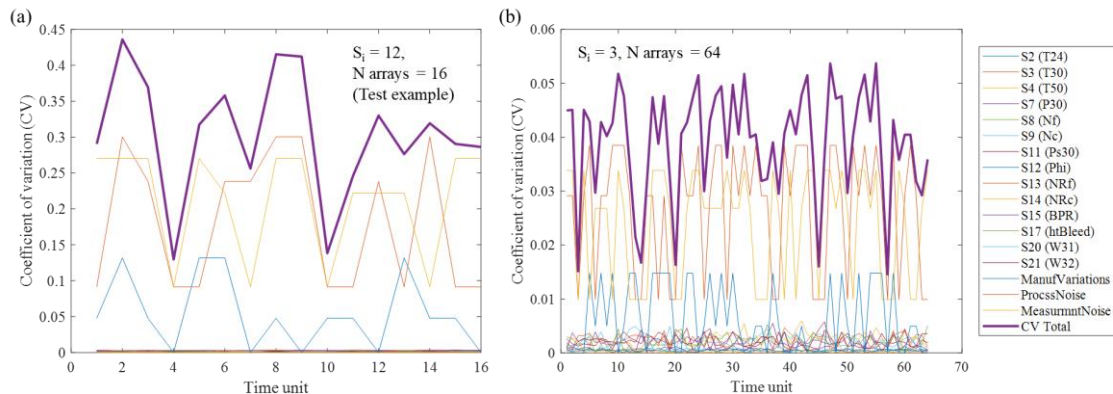 (a)
0.45
0.4
0.35
0.3
0.25
0.2
0.15
0.1
0.05
0
Coefficient of variation (CV)
S_i = 12,
N arrays = 16
(Test example)
2 4 6 8 10 12 14 16
Time unit
(b)
0.06
0.05
0.04
0.03
0.02
0.01
0
Coefficient of variation (CV)
S_i = 3, N arrays = 64
0 10 20 30 40 50 60 70
Time unit
S2 (T24)
S3 (T30)
S4 (T50)
S7 (P30)
S8 (Nf)
S9 (Nc)
S11 (Ps30)
S12 (Phi)
S13 (NRf)
S14 (NRc)
S15 (BPR)
S17 (htBleed)
S20 (W31)
S21 (W32)
ManufVariations
ProcssNoise
MeasurmntNoise
CV Total